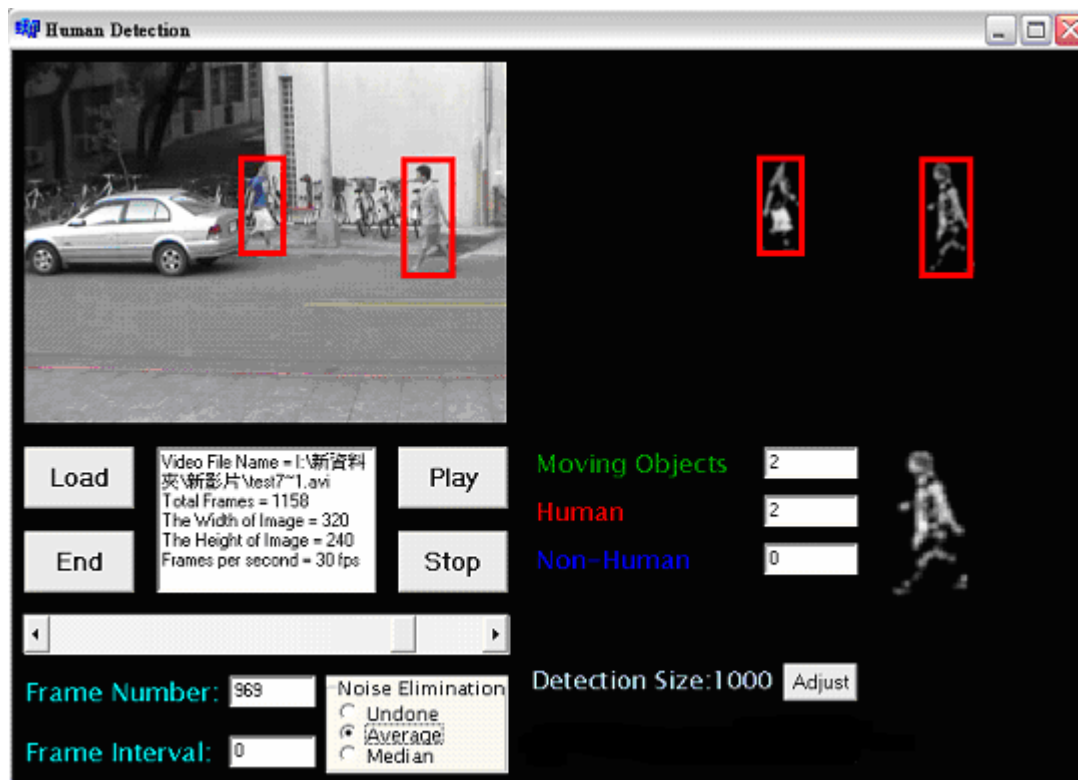 Human Detection
Load
Video File Name = I:\新資料
夾\新影片\test7~1.avi
Total Frames = 1158
The Width of Image = 320
The Height of Image = 240
Frames per second = 30 fps
Play
End
Stop
Moving Objects 2
Human 2
Non-Human 0
Frame Number: 969
Frame Interval: 0
Noise Elimination
Undone
Average
Median
Detection Size:1000 Adjust